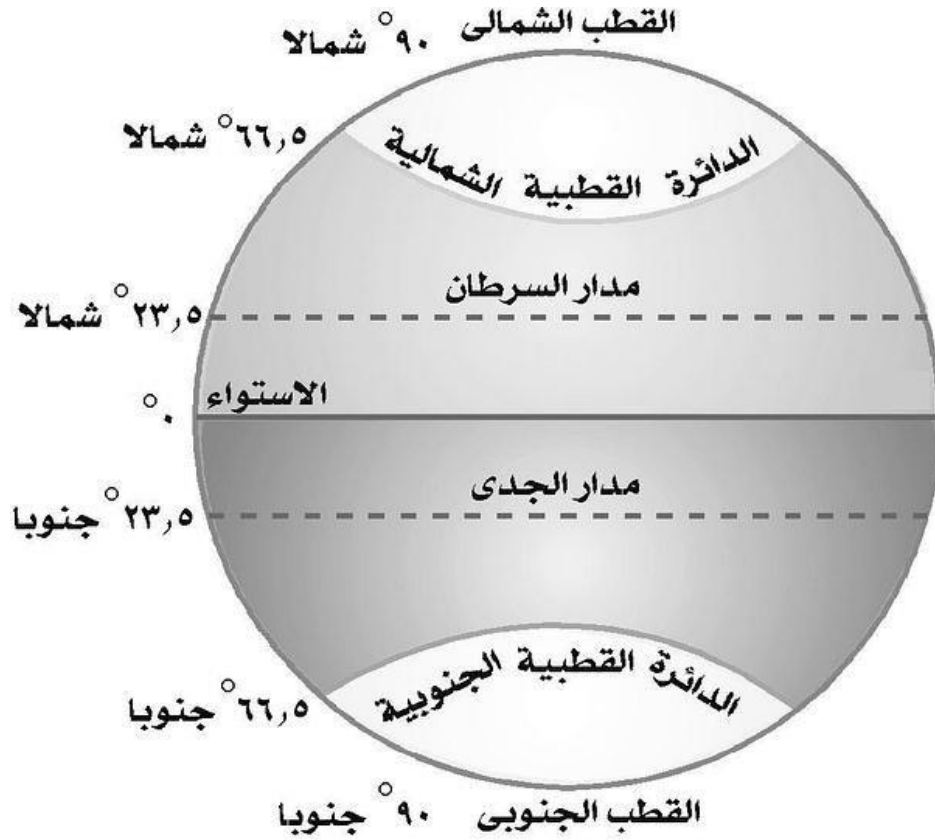 القطب الشمالى ٩٠° شمالا
٦٦,٥° شمالا
الدائرة القطبية الشمالية
مدار السرطان
٢٣,٥° شمالا
الاستواء
٠°
مدار الجدى
٢٣,٥° جنوبا
الدائرة القطبية الجنوبية
٦٦,٥° جنوبا
القطب الجنوبى ٩٠° جنوبا